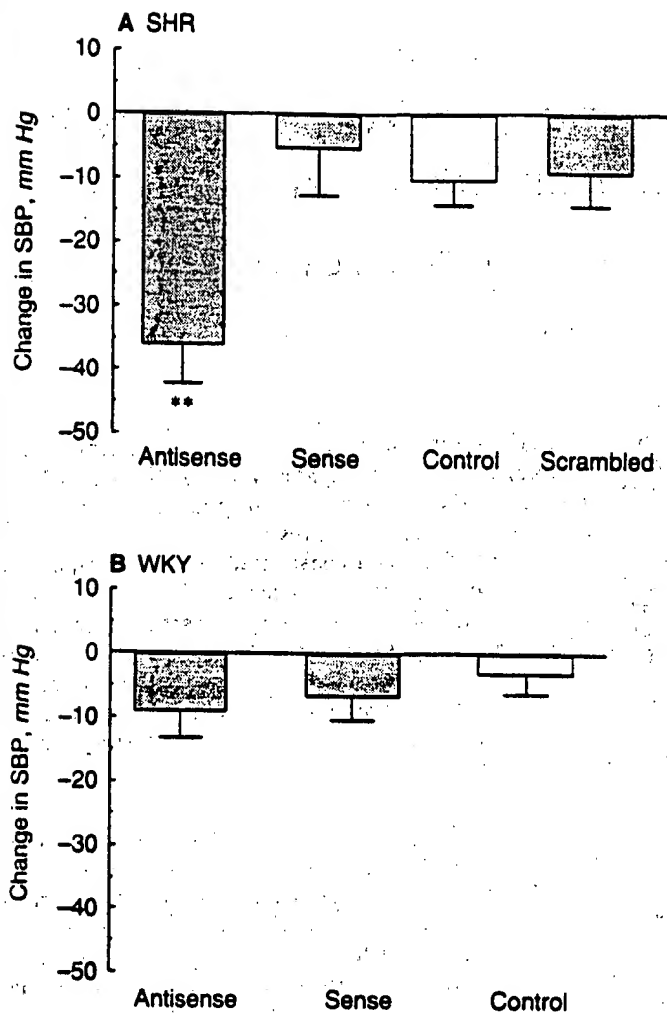 A SHR
10
0
-10
-20
-30
-40
-50
Change in SBP, mm Hg
**
Antisense Sense Control Scrambled
B WKY
10
0
-10
-20
-30
-40
-50
Change in SBP, mm Hg
Antisense Sense Control